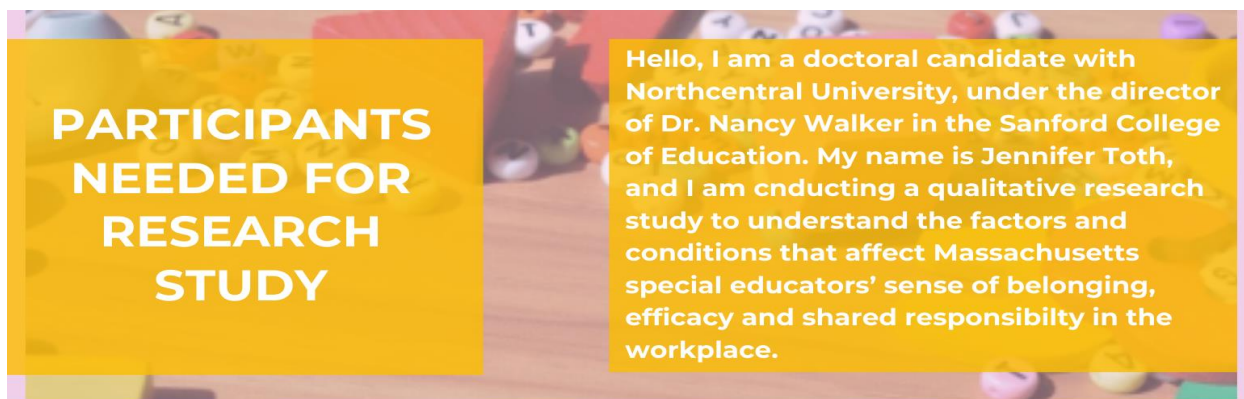 PARTICIPANTS
NEEDED FOR
RESEARCH
STUDY
Hello, I am a doctoral candidate with
Northcentral University, under the director
of Dr. Nancy Walker in the Sanford College
of Education. My name is Jennifer Toth,
and I am cnducting a qualitative research
study to understand the factors and
conditions that affect Massachusetts
special educators’ sense of belonging,
efficacy and shared responsibilty in the
workplace.